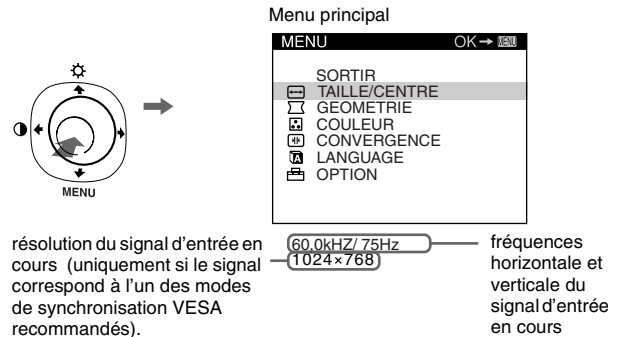 Menu principal
MENU OK MENU
SORTIR
TAILLE/CENTRE
GEOMETRIE
COULEUR
CONVERGENCE
LANGUAGE
OPTION
MENU
60,0kHZ/ 75Hz
1024×768
résolution du signal d’entrée en
cours (uniquement si le signal
correspond à l’un des modes
de synchronisation VESA
recommandés).
fréquences
horizontale et
verticale du
signal d’entrée
en cours